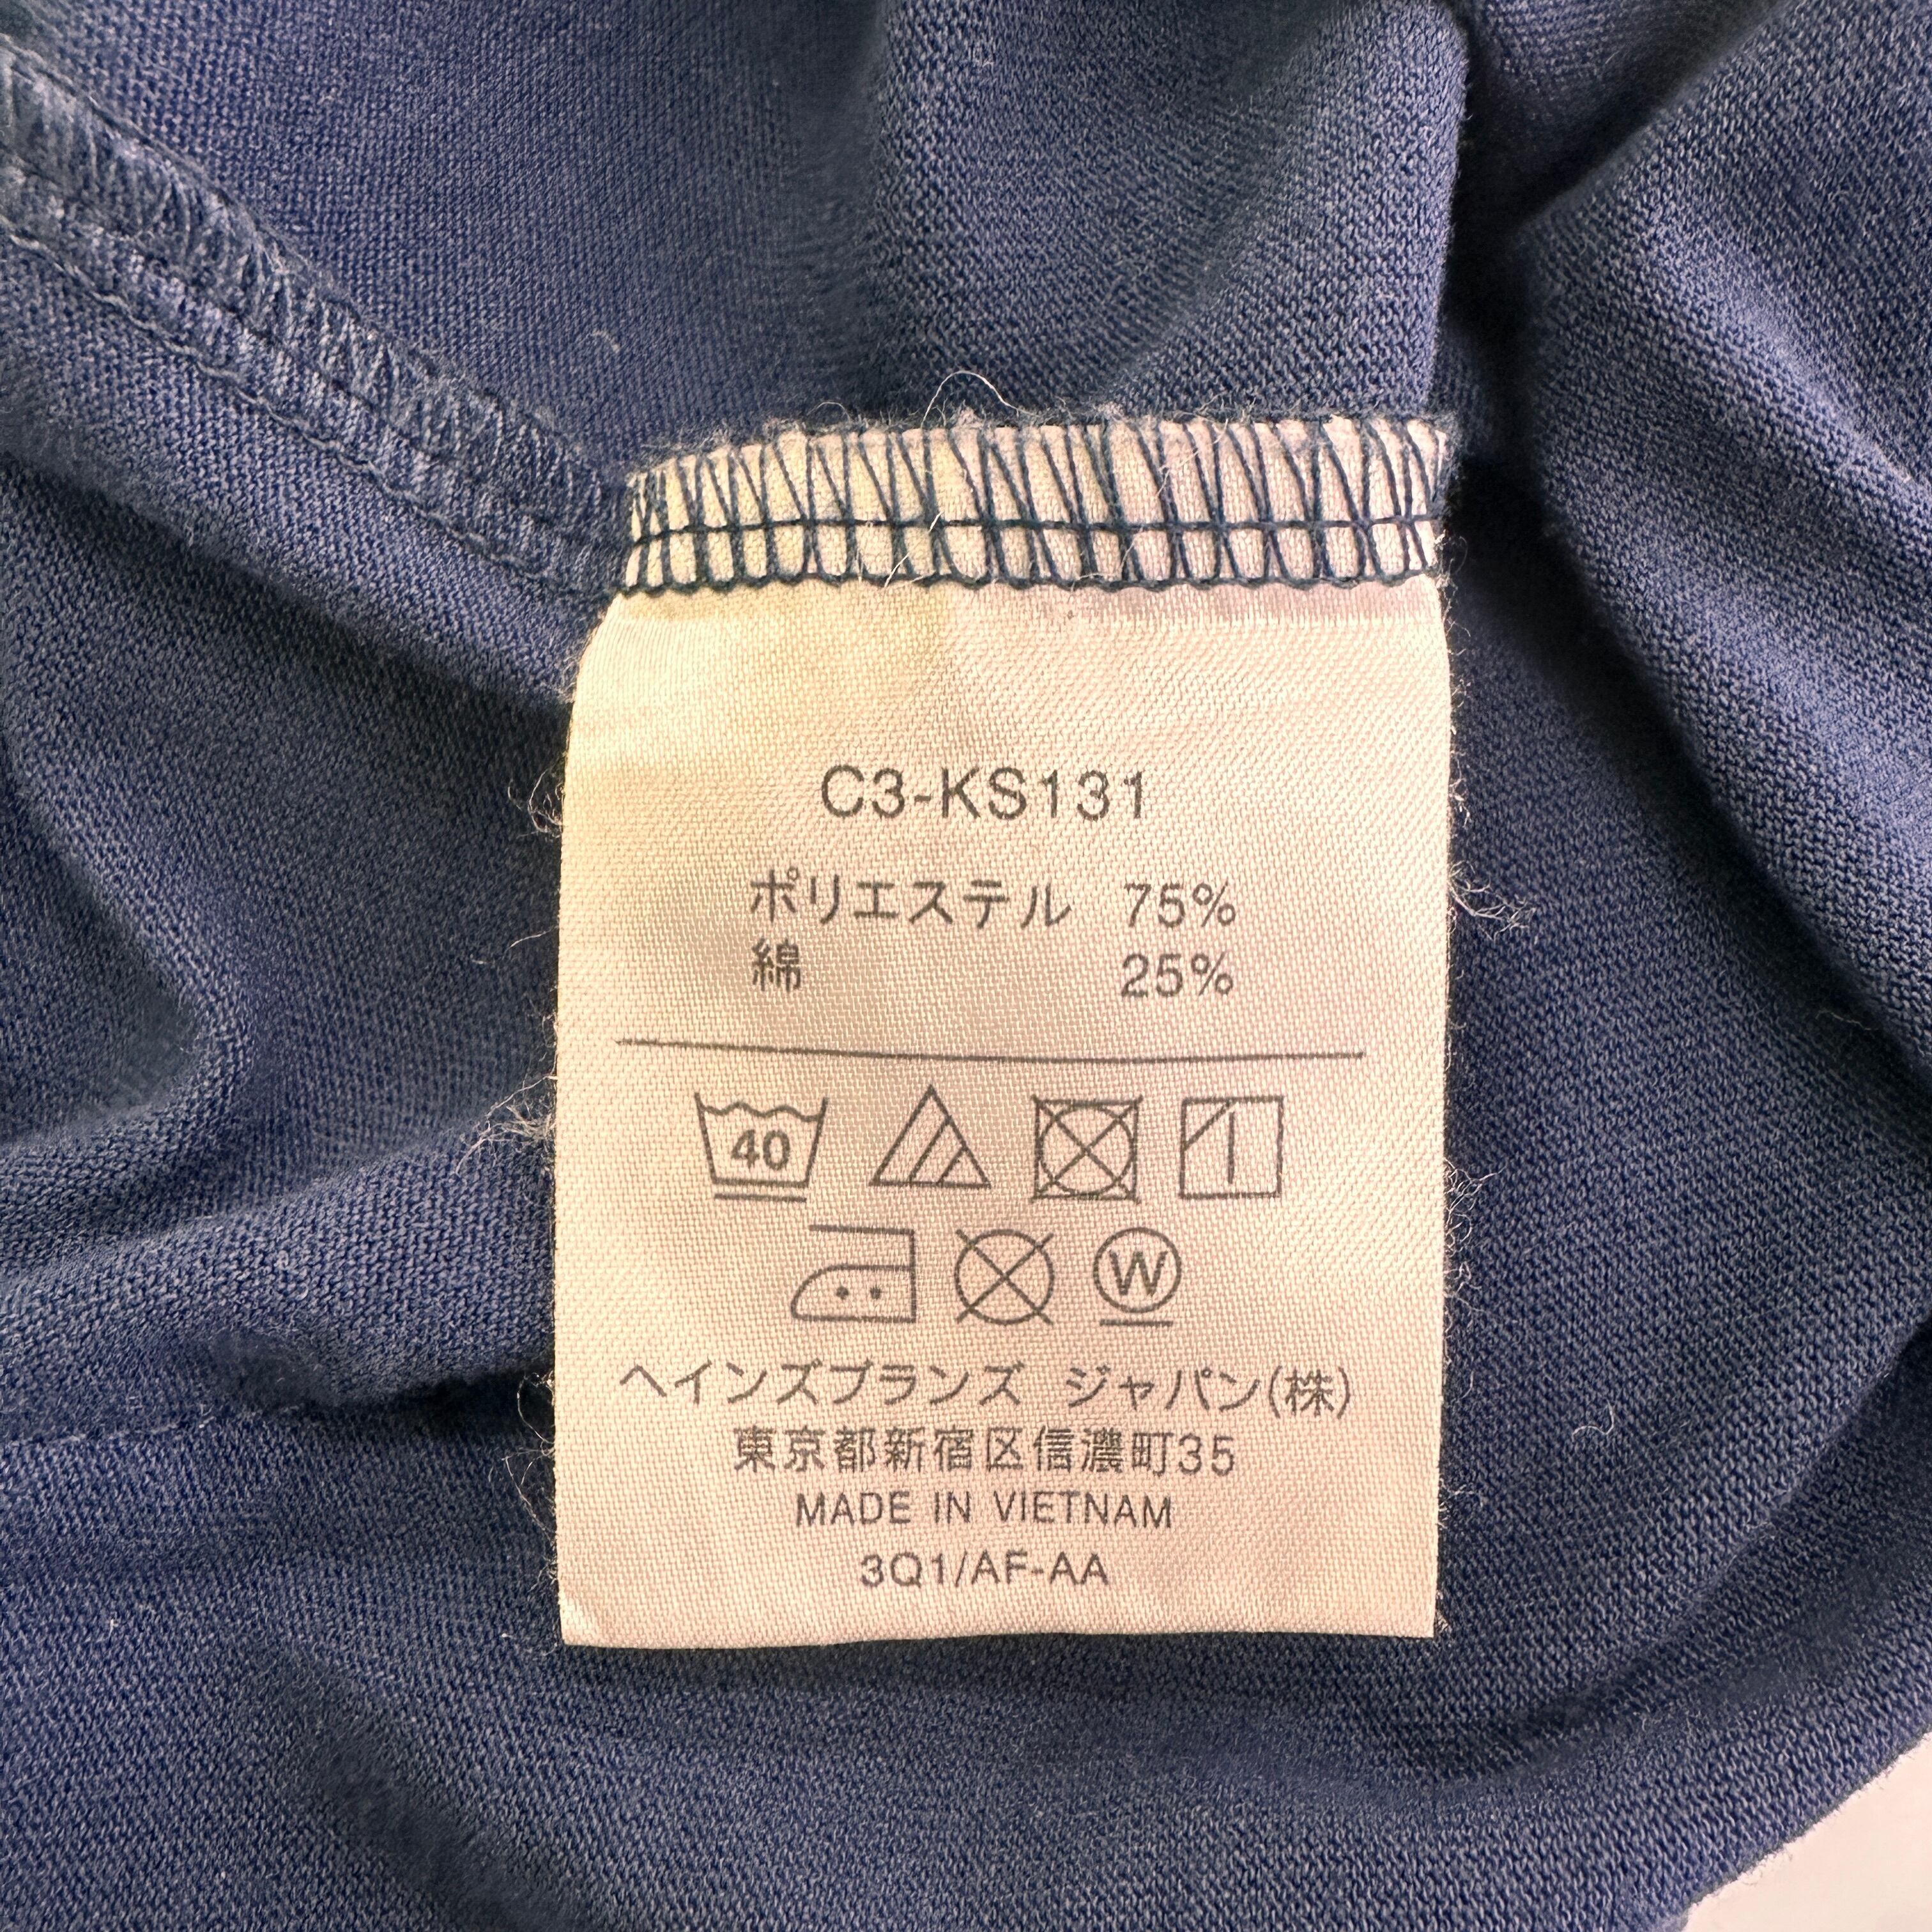 C3-KS131
ポリエステル 75%
綿 25%
40
W
ヘインズブランズ ジャパン(株)
東京都新宿区信濃町35
MADE IN VIETNAM
3Q1/AF-AA